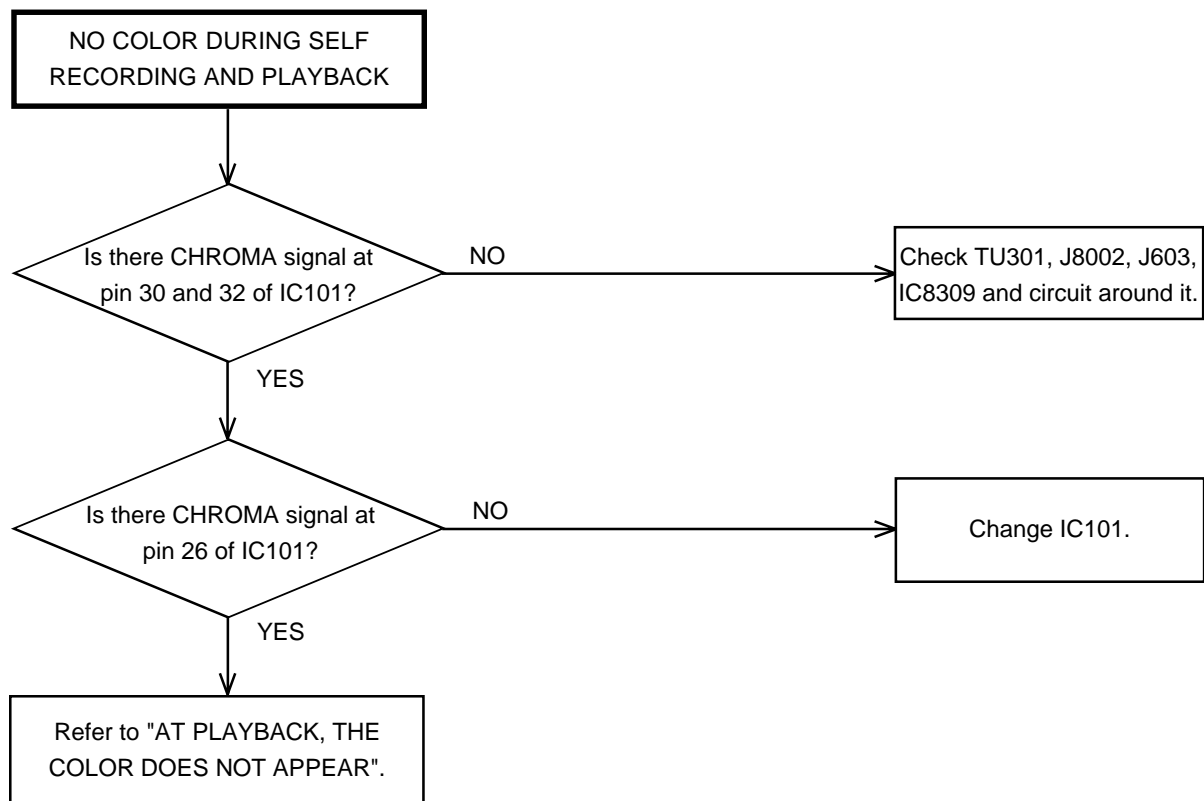 NO COLOR DURING SELF
RECORDING AND PLAYBACK
Is there CHROMA signal at
pin 30 and 32 of IC101?
NO
Check TU301, J8002, J603,
IC8309 and circuit around it.
YES
Is there CHROMA signal at
pin 26 of IC101?
NO
Change IC101.
YES
Refer to "AT PLAYBACK, THE
COLOR DOES NOT APPEAR".